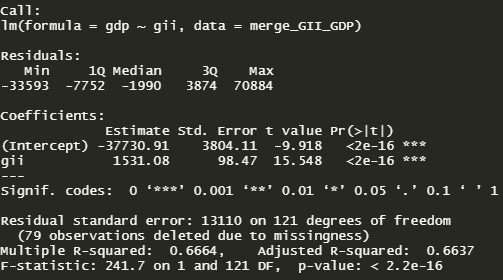 Call:
lm(formula = gdp ~ gii, data = merge_GII_GDP)
Residuals:
Min 1Q Median 3Q Max
-33593 -7752 -1990 3874 70884
Coefficients:
Estimate Std. Error t value Pr(>|t|)
(Intercept) -37730.91 3804.11 -9.918 <2e-16 ***
gii 1531.08 98.47 15.548 <2e-16 ***
---
Signif. codes: 0 ‘***’ 0.001 ‘**’ 0.01 ‘*’ 0.05 ‘.’ 0.1 ‘ ’ 1
Residual standard error: 13110 on 121 degrees of freedom
(79 observations deleted due to missingness)
Multiple R-squared: 0.6664, Adjusted R-squared: 0.6637
F-statistic: 241.7 on 1 and 121 DF, p-value: < 2.2e-16